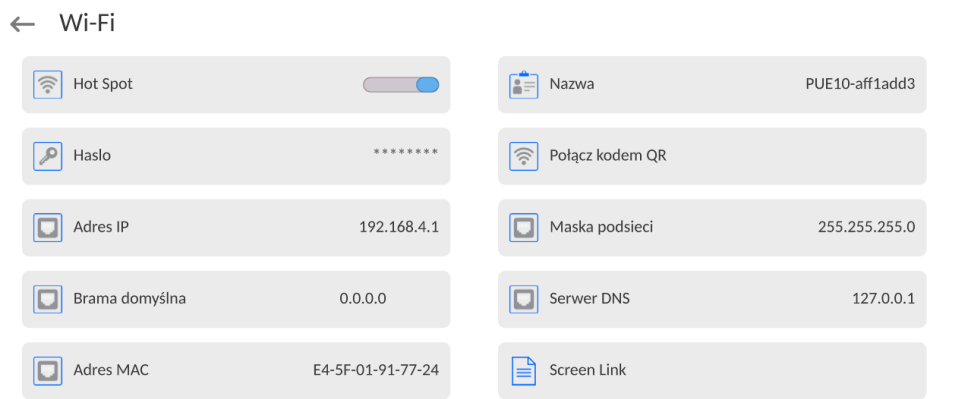 Wi-Fi
Hot Spot
Nazwa PUE10-aff1add3
Haslo ********
Połącz kodem QR
Adres IP 192.168.4.1
Maska podsieci 255.255.255.0
Brama domyślna 0.0.0.0
Serwer DNS 127.0.0.1
Adres MAC E4-5F-01-91-77-24
Screen Link